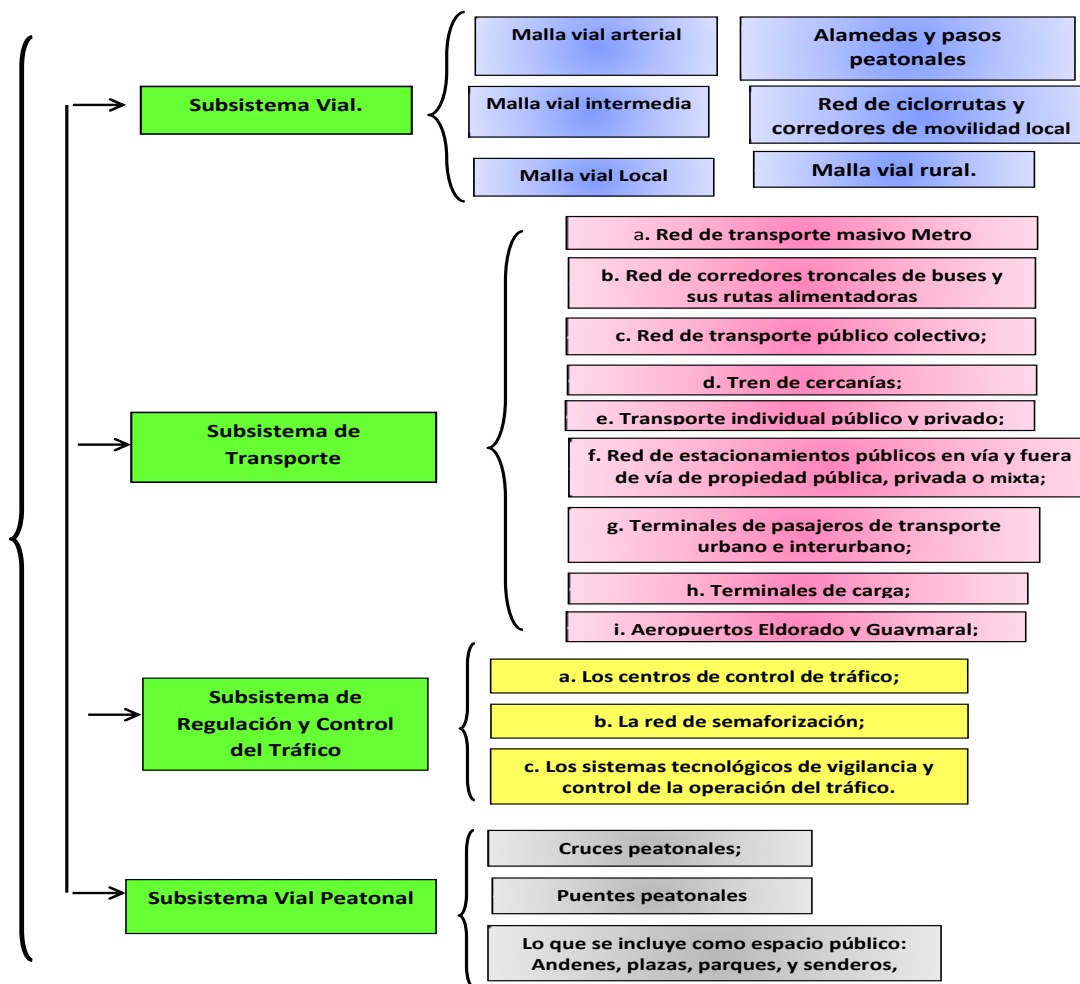 Subsistema Vial.
Malla vial arterial
Alamedas y pasos
peatonales
Malla vial intermedia
Red de ciclorrutas y
corredores de movilidad local
Malla vial Local
Malla vial rural.
Subsistema de
Transporte
a. Red de transporte masivo Metro
b. Red de corredores troncales de buses y
sus rutas alimentadoras
c. Red de transporte público colectivo;
d. Tren de cercanías;
e. Transporte individual público y privado;
f. Red de estacionamientos públicos en vía y fuera
de vía de propiedad pública, privada o mixta;
g. Terminales de pasajeros de transporte
urbano e interurbano;
h. Terminales de carga;
i. Aeropuertos Eldorado y Guaymaral;
Subsistema de
Regulación y Control
del Tráfico
a. Los centros de control de tráfico;
b. La red de semaforización;
c. Los sistemas tecnológicos de vigilancia y
control de la operación del tráfico.
Subsistema Vial Peatonal
Cruces peatonales;
Puentes peatonales
Lo que se incluye como espacio público:
Andenes, plazas, parques, y senderos,